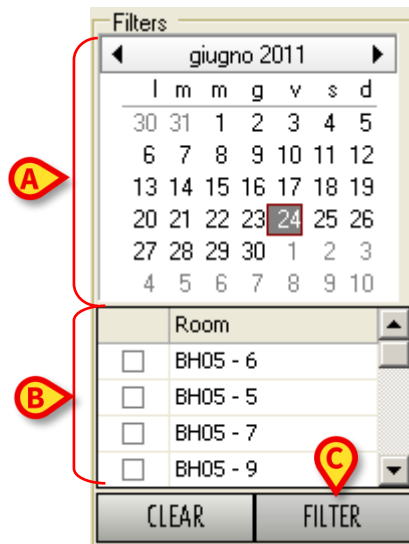 Filters
giugno 2011
l m m g v s d
30 31 1 2 3 4 5
6 7 8 9 10 11 12
A
13 14 15 16 17 18 19
20 21 22 23 24 25 26
27 28 29 30 1 2 3
4 5 6 7 8 9 10
Room
BH05 - 6
B
BH05 - 5
BH05 - 7
C
BH05 - 9
CLEAR FILTER